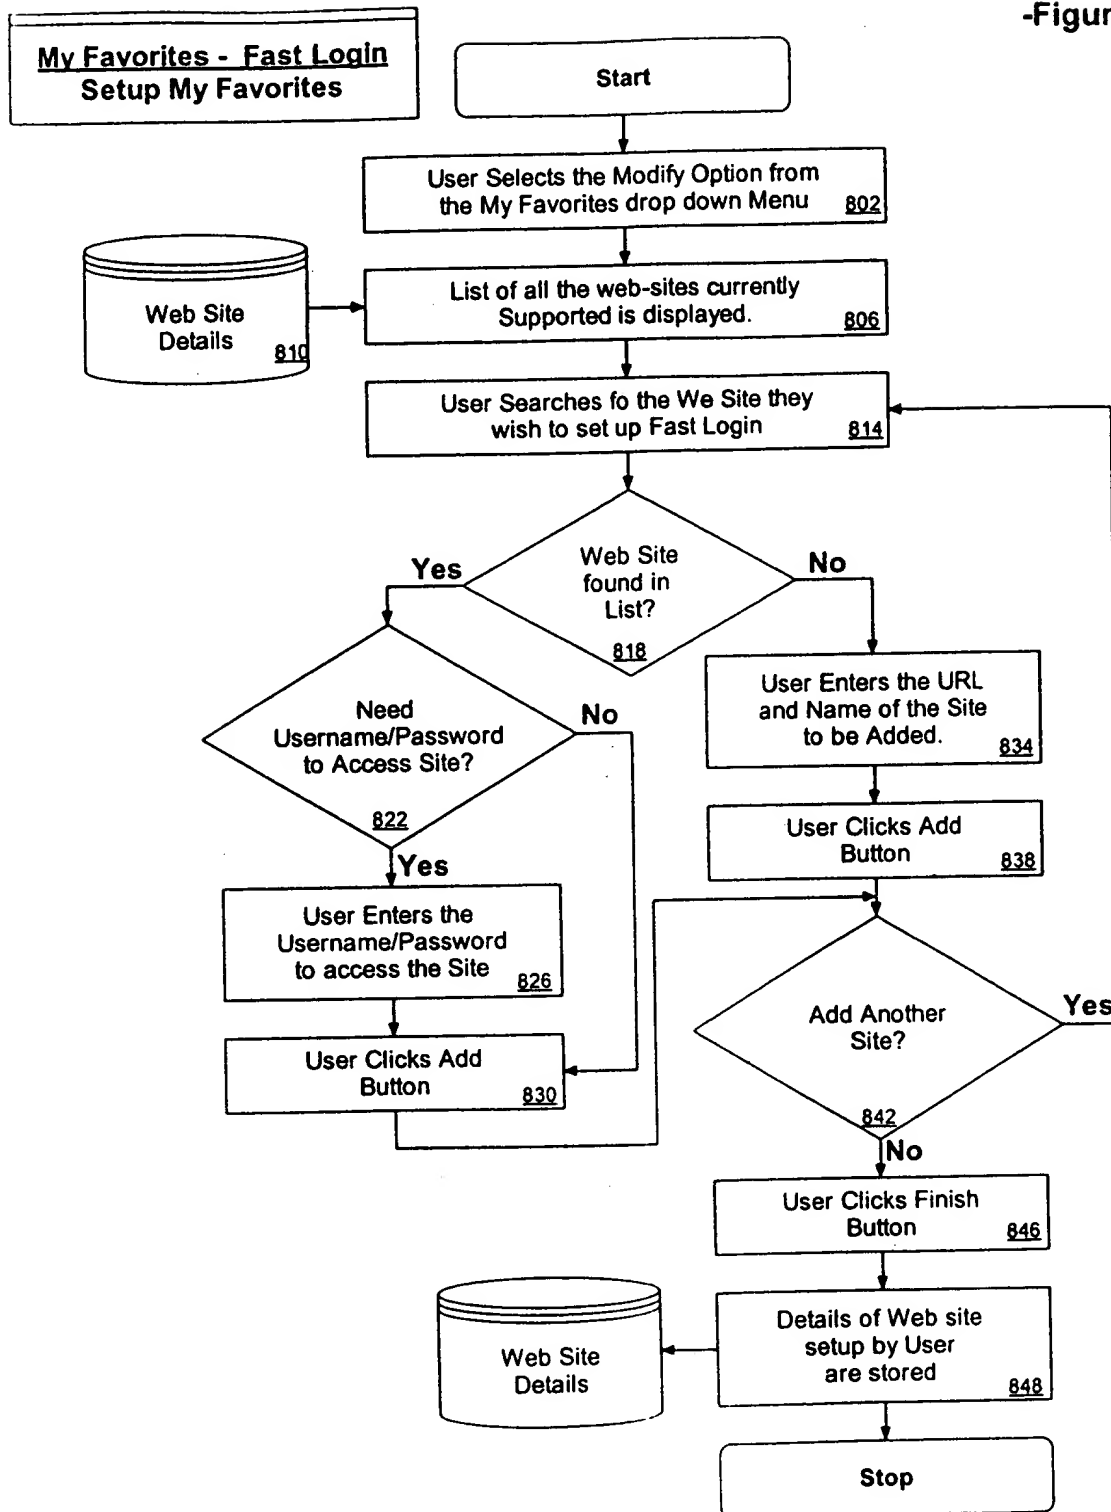 -Figur
My Favorites - Fast Login
Setup My Favorites
Start
User Selects the Modify Option from
the My Favorites drop down Menu
802
Web Site
Details
810
List of all the web-sites currently
Supported is displayed.
806
User Searches fo the We Site they
wish to set up Fast Login
814
Web Site
found in
List?
818
Yes
No
Need
Username/Password
to Access Site?
822
No
Yes
User Enters the URL
and Name of the Site
to be Added.
834
User Clicks Add
Button
838
User Enters the
Username/Password
to access the Site
826
User Clicks Add
Button
830
Add Another
Site?
842
Yes
No
User Clicks Finish
Button
846
Details of Web site
setup by User
are stored
848
Web Site
Details
Stop